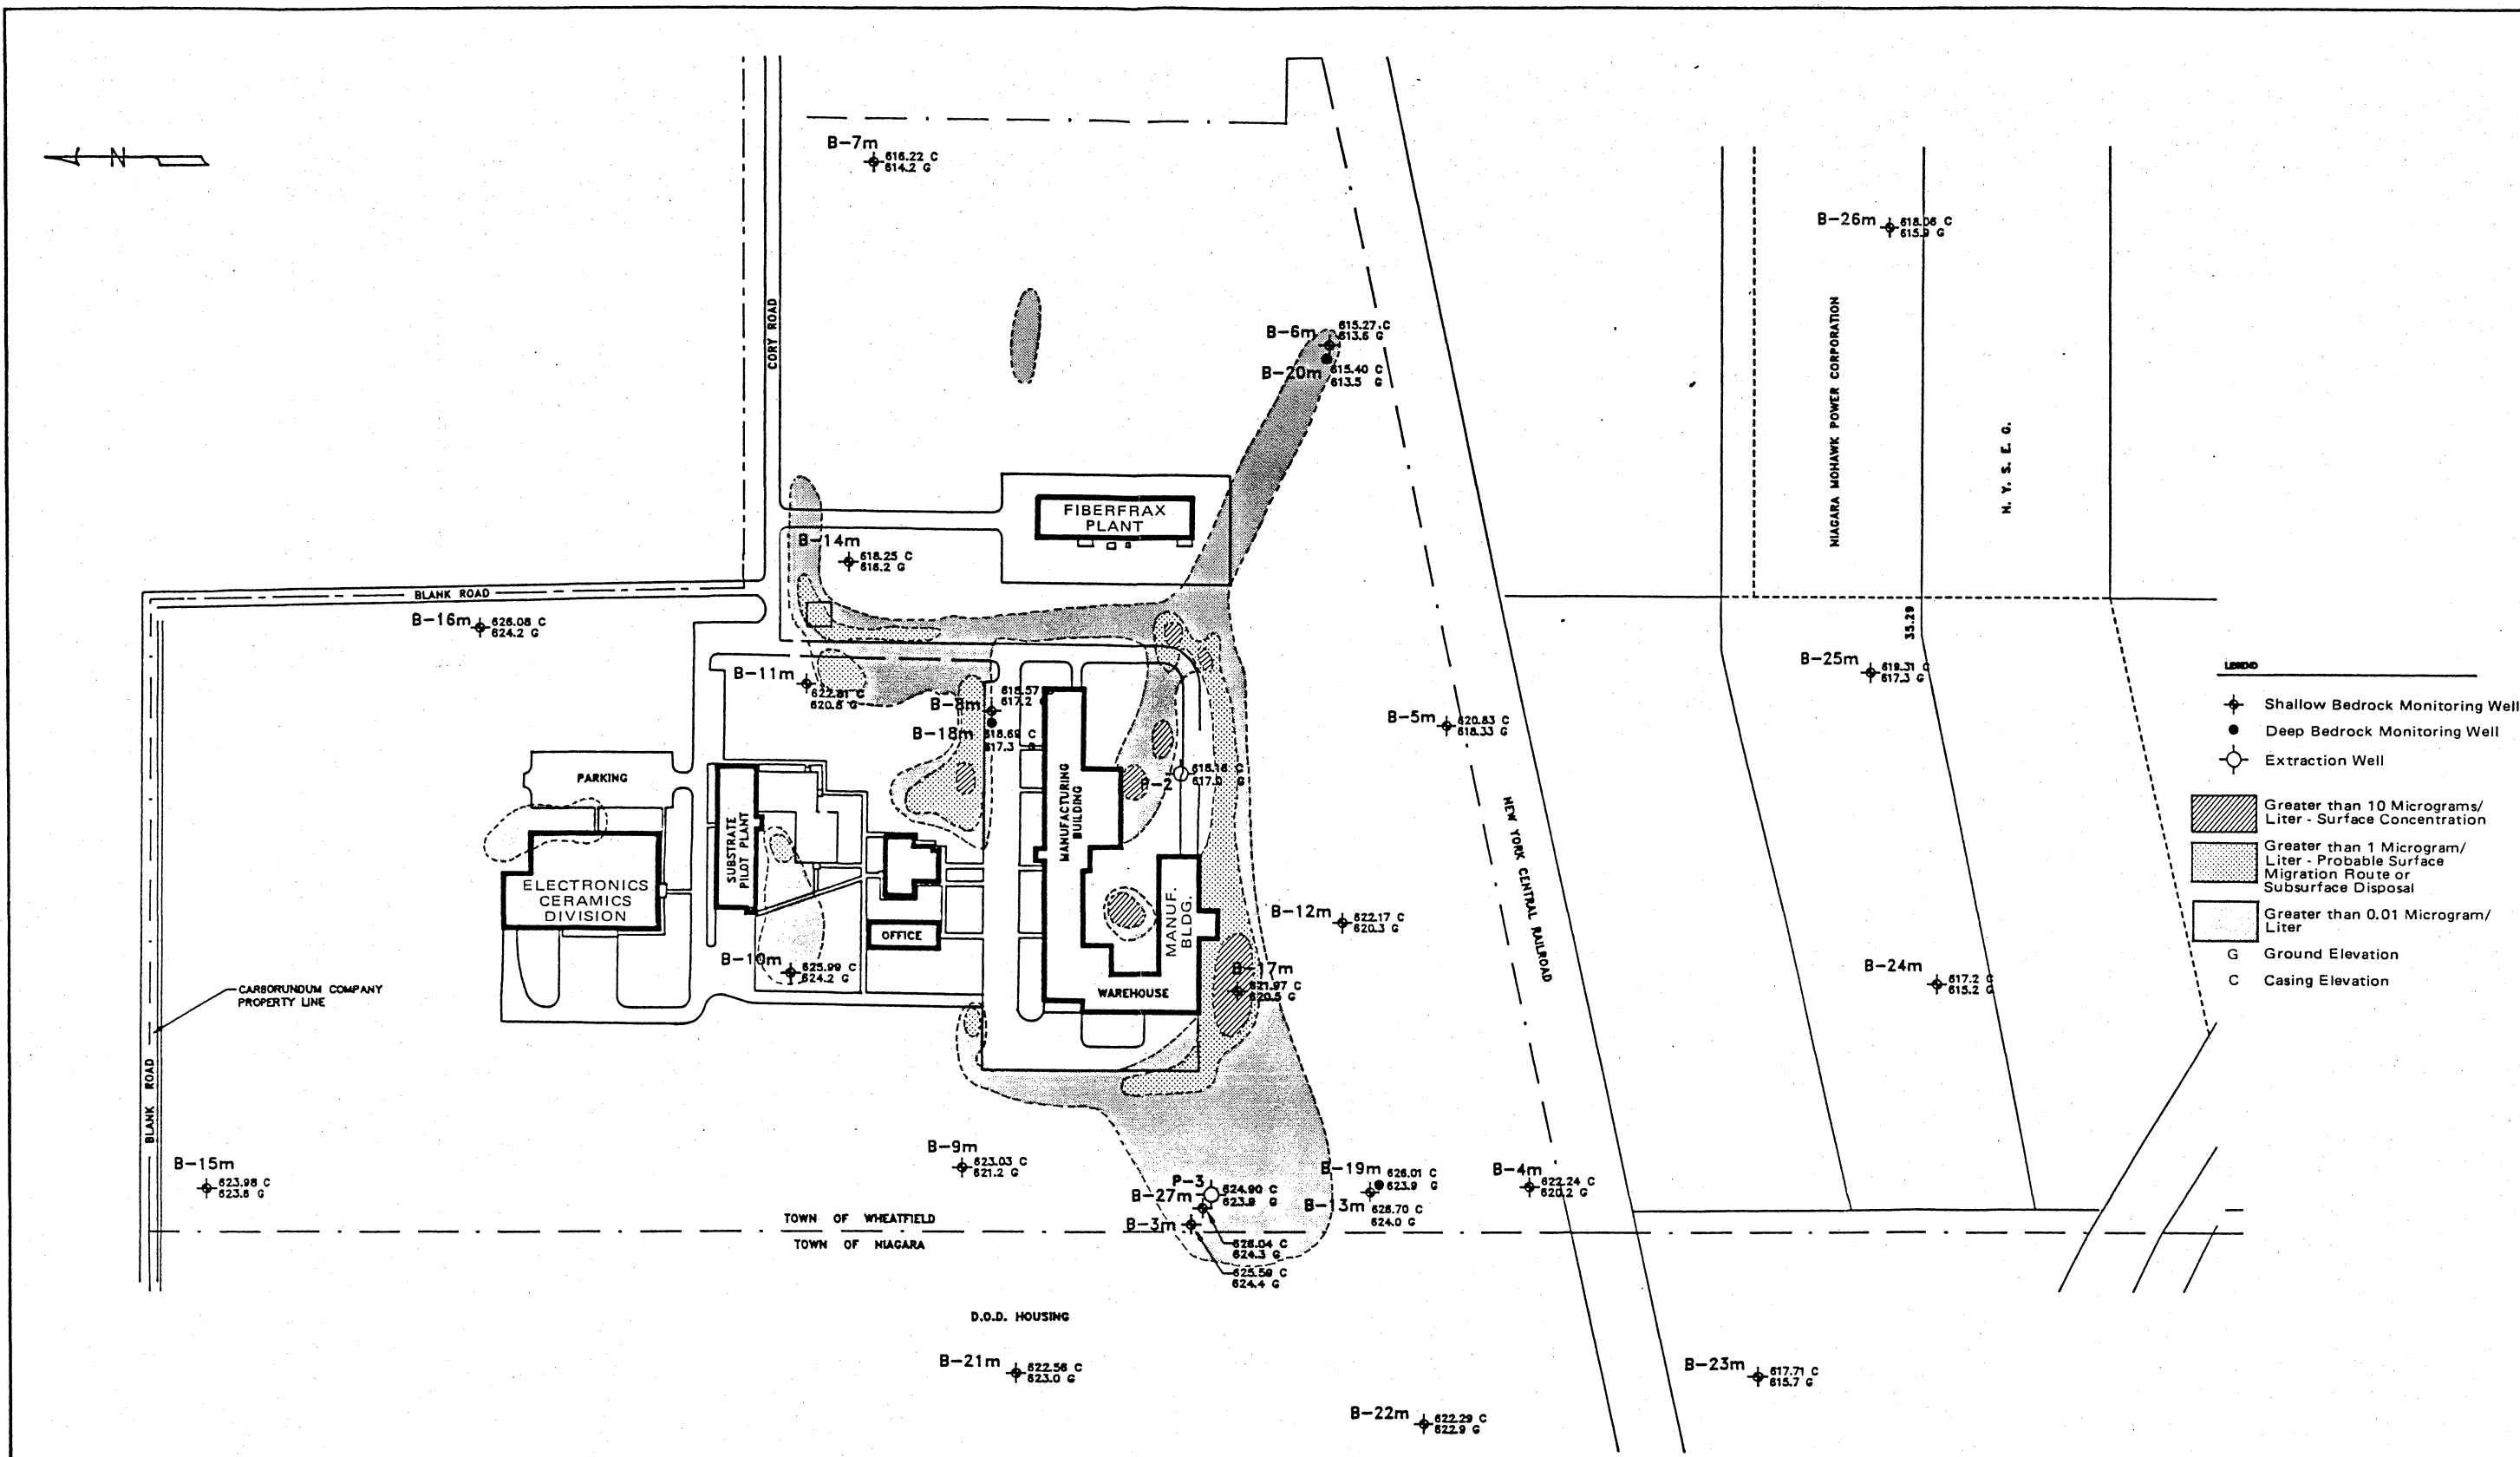 N
B-7m
616.22 C
614.2 G
B-26m
618.06 C
615.9 G
CORY ROAD
NIAGARA MOHAWK POWER CORPORATION
N. Y. S. E. G.
B-6m
615.27 C
613.6 G
B-20m
615.40 C
613.5 G
FIBERFRAX
PLANT
B-14m
618.25 C
616.2 G
BLANK ROAD
B-16m
626.08 C
624.2 G
35.29
B-11m
622.81 C
620.8 G
B-8m
617.2
B-18m
618.69 C
617.3 G
B-25m
619.31 C
617.3 G
B-5m
620.83 C
618.33 G
LEGEND
Shallow Bedrock Monitoring Well
Deep Bedrock Monitoring Well
Extraction Well
Greater than 10 Micrograms/
Liter - Surface Concentration
Greater than 1 Microgram/
Liter - Probable Surface
Migration Route or
Subsurface Disposal
Greater than 0.01 Microgram/
Liter
G Ground Elevation
C Casing Elevation
PARKING
SUBSTRATE
PILOT PLANT
MANUFACTURING
BUILDING
617.0 G
NEW YORK CENTRAL RAILROAD
ELECTRONICS
CERAMICS
DIVISION
OFFICE
MANUF.
BLDG.
WAREHOUSE
B-12m
622.17 C
620.3 G
B-10m
625.99 C
624.2 G
B-17m
621.97 C
620.5 G
B-24m
617.2 C
615.2 G
CARBORUNDUM COMPANY
PROPERTY LINE
BLANK ROAD
B-15m
623.98 C
623.6 G
B-9m
623.03 C
621.2 G
P-3
624.90 C
623.9 G
B-27m
B-3m
626.04 C
624.3 G
625.59 C
624.4 G
B-19m
626.01 C
623.9 G
B-13m
626.70 C
624.0 G
B-4m
622.24 C
620.2 G
TOWN OF WHEATFIELD
TOWN OF NIAGARA
D.O.D. HOUSING
B-21m
622.56 C
623.0 G
B-22m
622.29 C
622.9 G
B-23m
617.71 C
615.7 G